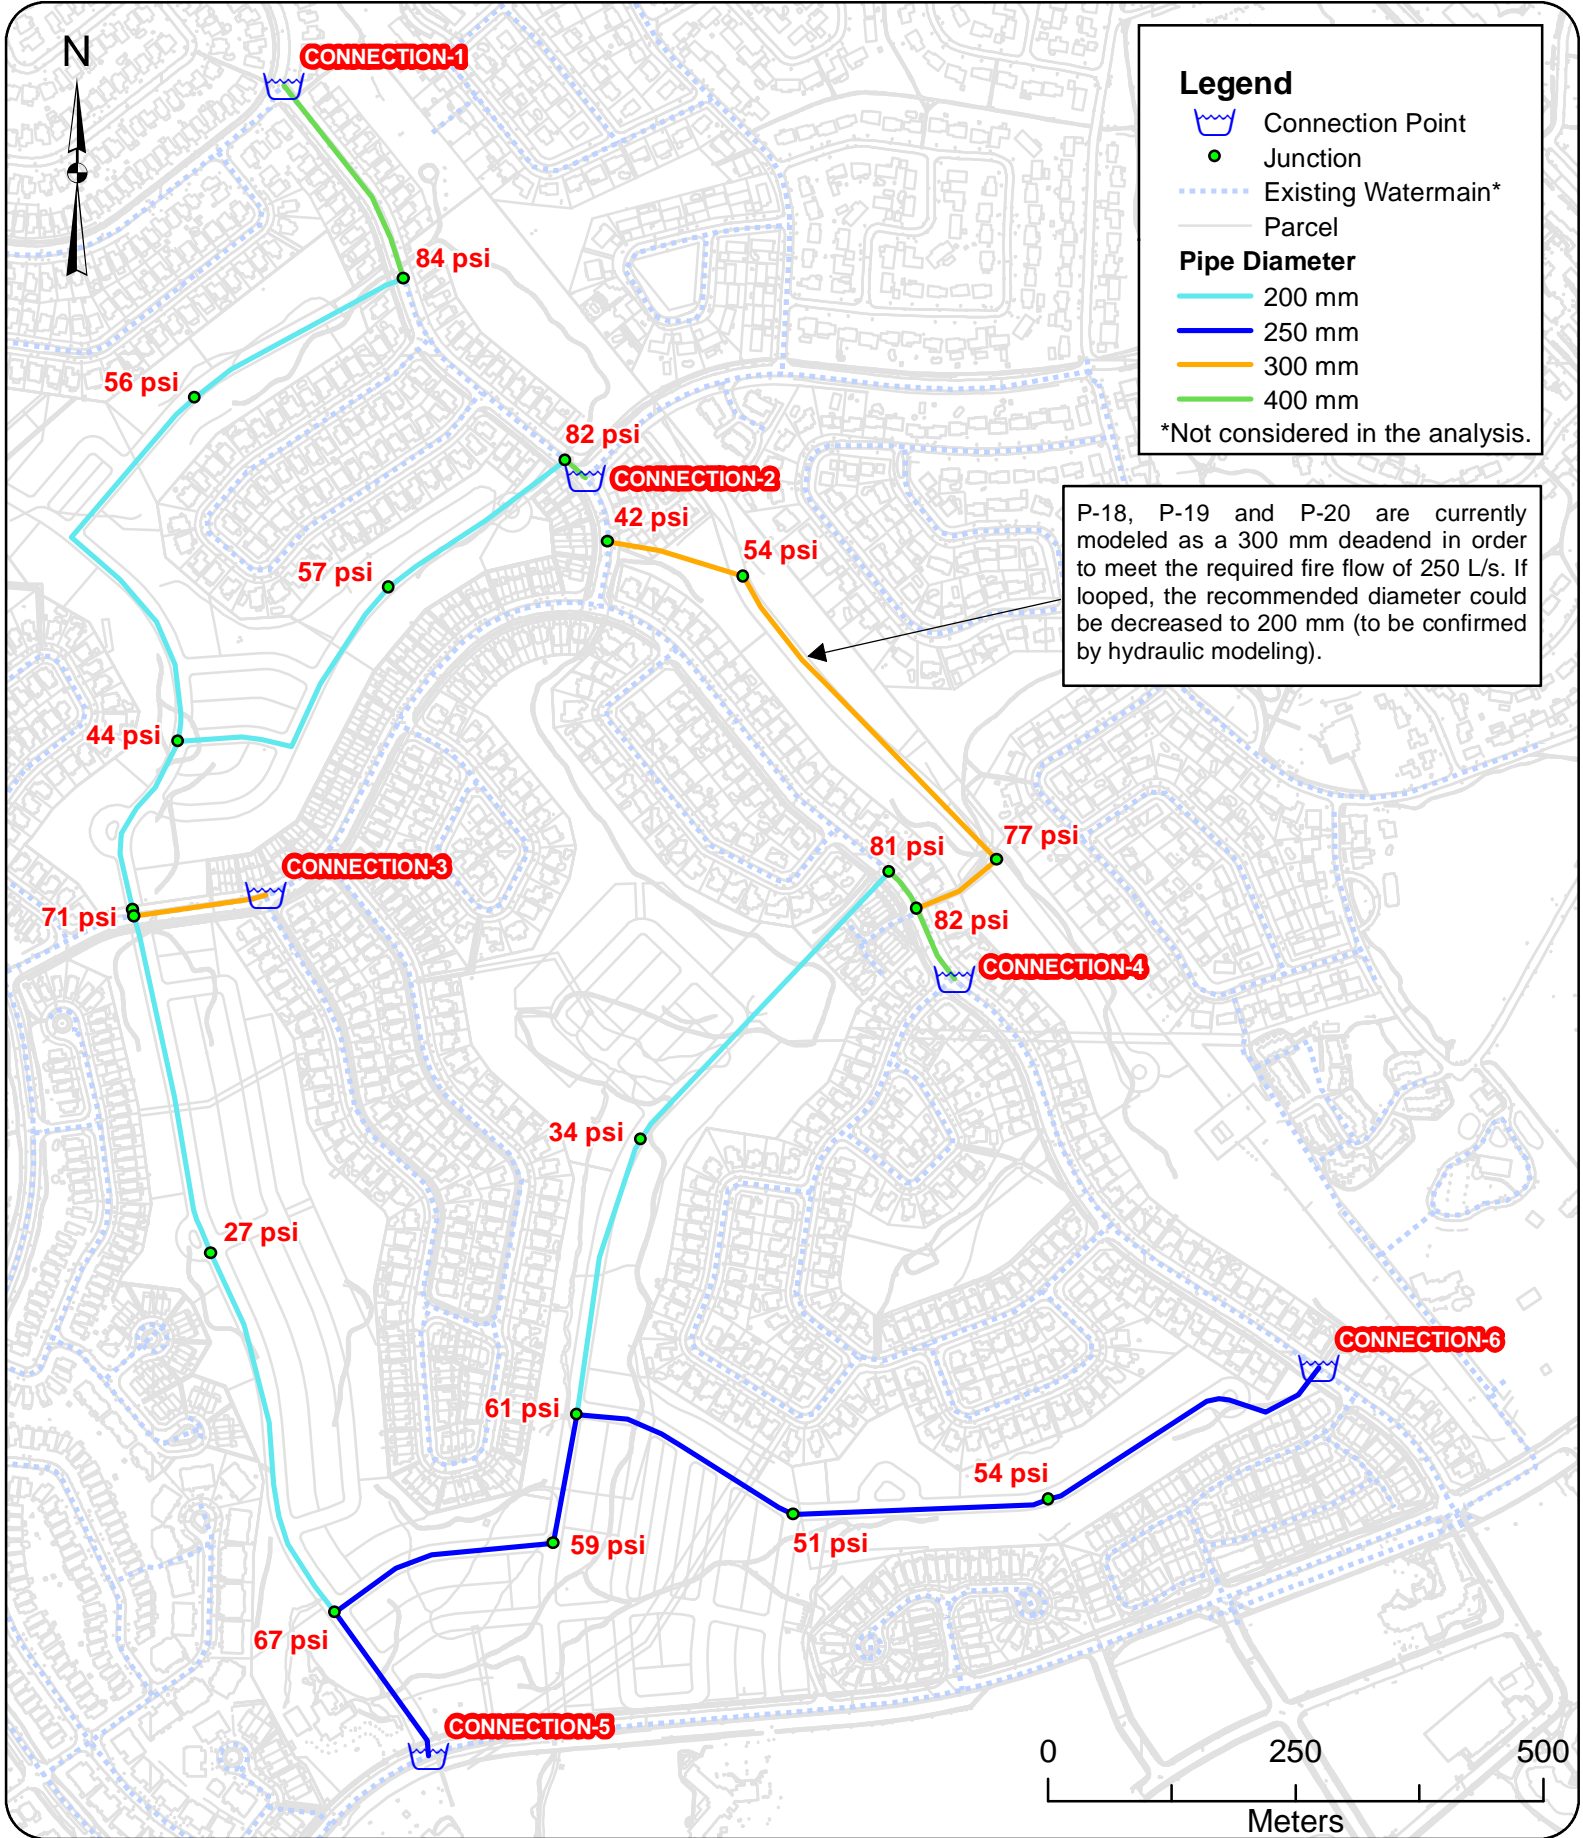 N
CONNECTION-1
84 psi
56 psi
82 psi
CONNECTION-2
42 psi
54 psi
57 psi
44 psi
CONNECTION-3
71 psi
81 psi
77 psi
82 psi
CONNECTION-4
34 psi
27 psi
CONNECTION-6
61 psi
54 psi
59 psi
51 psi
67 psi
CONNECTION-5
Legend
Connection Point
Junction
Existing Watermain*
Parcel
Pipe Diameter
200 mm
250 mm
300 mm
400 mm
*Not considered in the analysis.
P-18, P-19 and P-20 are currently
modeled as a 300 mm deadend in order
to meet the required fire flow of 250 L/s. If
looped, the recommended diameter could
be decreased to 200 mm (to be confirmed
by hydraulic modeling).
0 250 500
Meters